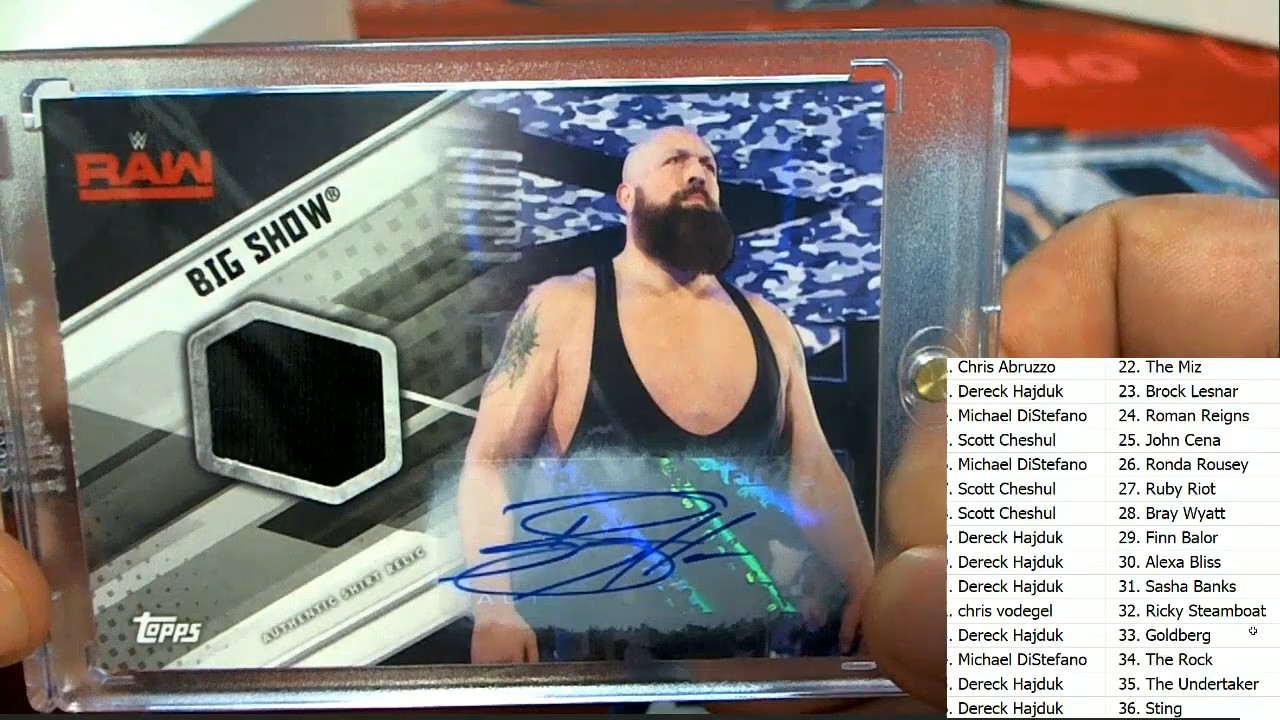 W
RAW
BIG SHOW®
AUTHENTIC SHIRT RELIC
topps
. Chris Abruzzo 22. The Miz
. Dereck Hajduk 23. Brock Lesnar
. Michael DiStefano 24. Roman Reigns
. Scott Cheshul 25. John Cena
. Michael DiStefano 26. Ronda Rousey
. Scott Cheshul 27. Ruby Riot
. Scott Cheshul 28. Bray Wyatt
. Dereck Hajduk 29. Finn Balor
. Dereck Hajduk 30. Alexa Bliss
. Dereck Hajduk 31. Sasha Banks
. chris vodegel 32. Ricky Steamboat
. Dereck Hajduk 33. Goldberg
. Michael DiStefano 34. The Rock
. Dereck Hajduk 35. The Undertaker
. Dereck Hajduk 36. Sting